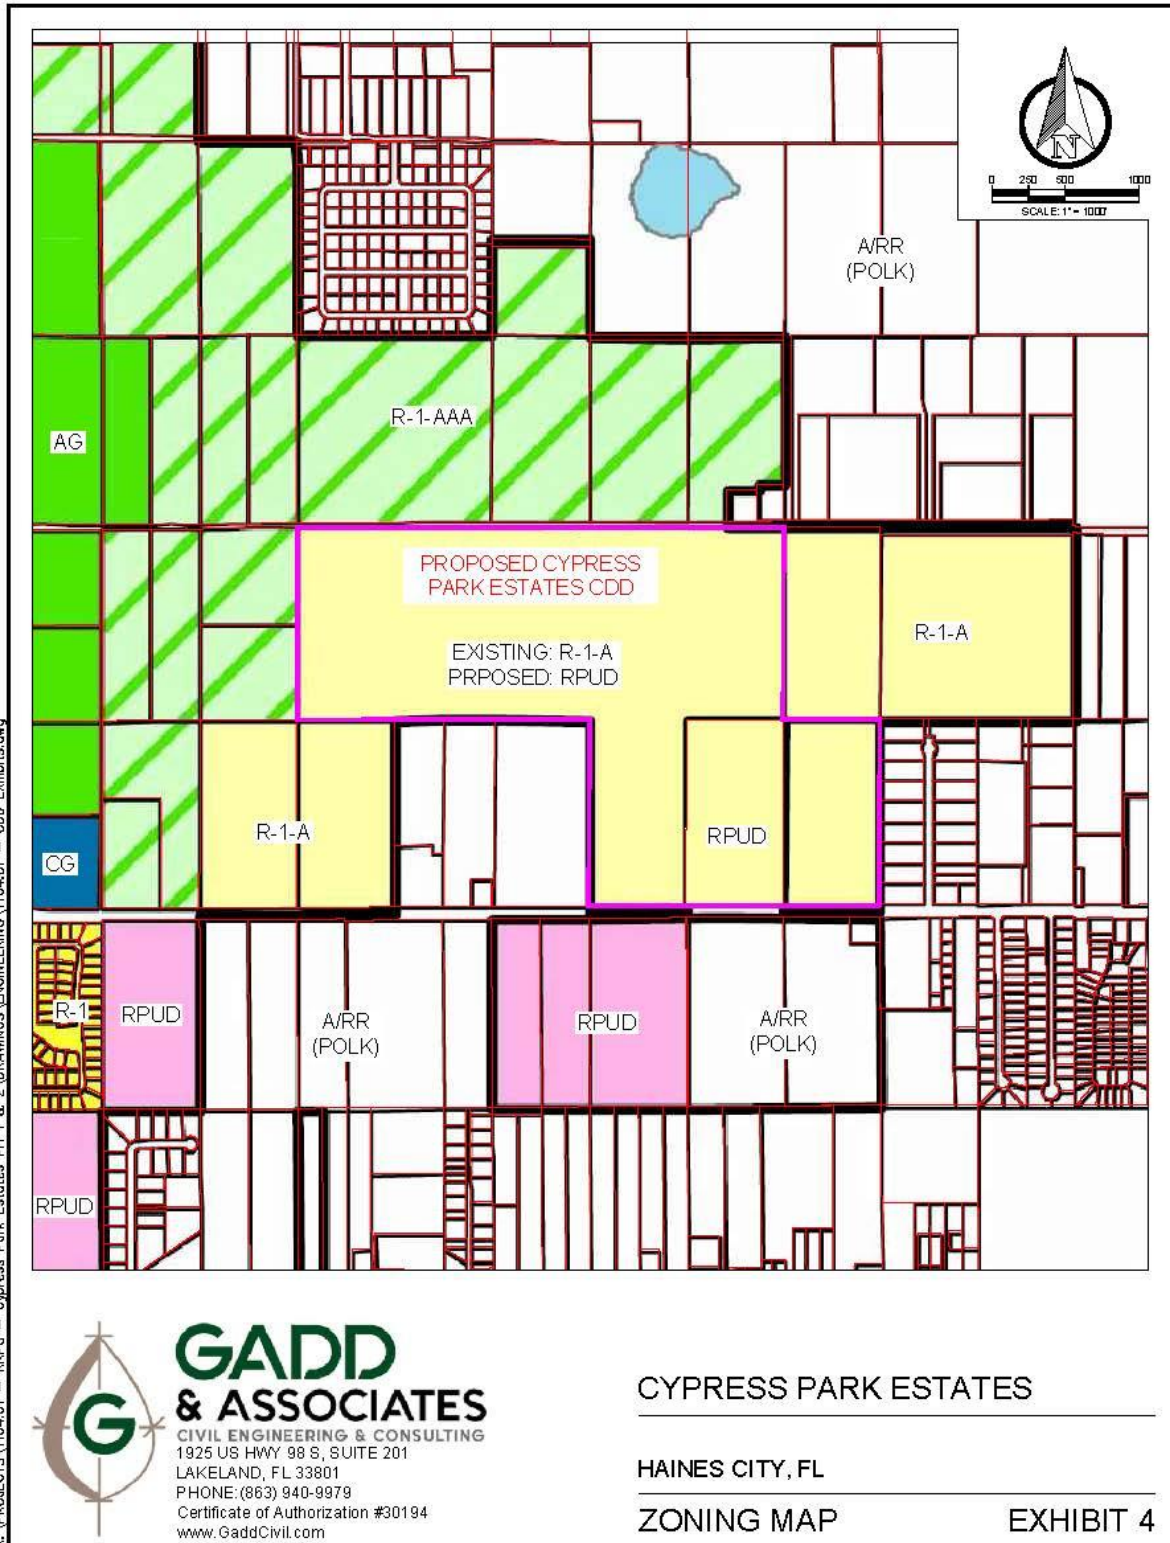 N
0 250 500 1000
SCALE: 1" = 1000'
A/RR
(POLK)
R-1-AAA
AG
PROPOSED CYPRESS
PARK ESTATES CDD
EXISTING: R-1-A
PRPOSED: RPUD
R-1-A
R-1-A
RPUD
CG
R-1
RPUD
A/RR
(POLK)
RPUD
A/RR
(POLK)
RPUD
G
GADD
& ASSOCIATES
CIVIL ENGINEERING & CONSULTING
1925 US HWY 98 S, SUITE 201
LAKELAND, FL 33801
PHONE: (863) 940-9979
Certificate of Authorization #30194
www.GaddCivil.com
CYPRESS PARK ESTATES
HAINES CITY, FL
ZONING MAP EXHIBIT 4